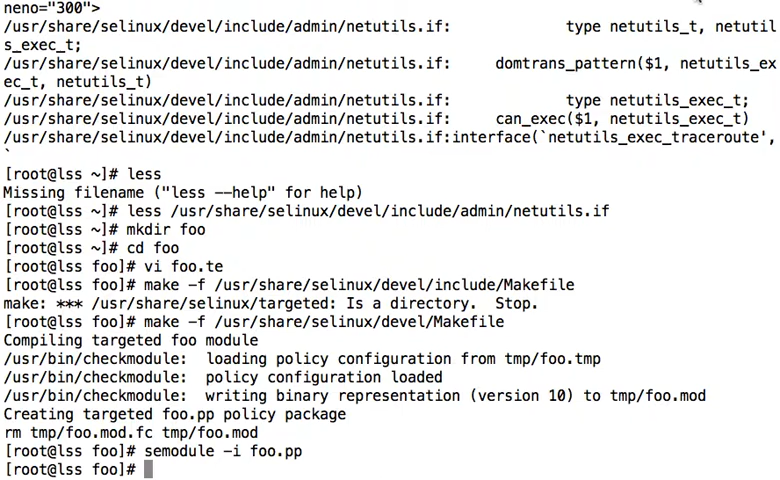 neno="300">
/usr/share/selinux/devel/include/admin/netutils.if:             type netutils_t, netutil
s_exec_t;
/usr/share/selinux/devel/include/admin/netutils.if:     domtrans_pattern($1, netutils_ex
ec_t, netutils_t)
/usr/share/selinux/devel/include/admin/netutils.if:             type netutils_exec_t;
/usr/share/selinux/devel/include/admin/netutils.if:     can_exec($1, netutils_exec_t)
/usr/share/selinux/devel/include/admin/netutils.if:interface(`netutils_exec_traceroute',
`
[root@lss ~]# less
Missing filename ("less --help" for help)
[root@lss ~]# less /usr/share/selinux/devel/include/admin/netutils.if
[root@lss ~]# mkdir foo
[root@lss ~]# cd foo
[root@lss foo]# vi foo.te
[root@lss foo]# make -f /usr/share/selinux/devel/include/Makefile
make: *** /usr/share/selinux/targeted: Is a directory.  Stop.
[root@lss foo]# make -f /usr/share/selinux/devel/Makefile
Compiling targeted foo module
/usr/bin/checkmodule:  loading policy configuration from tmp/foo.tmp
/usr/bin/checkmodule:  policy configuration loaded
/usr/bin/checkmodule:  writing binary representation (version 10) to tmp/foo.mod
Creating targeted foo.pp policy package
rm tmp/foo.mod.fc tmp/foo.mod
[root@lss foo]# semodule -i foo.pp
[root@lss foo]#